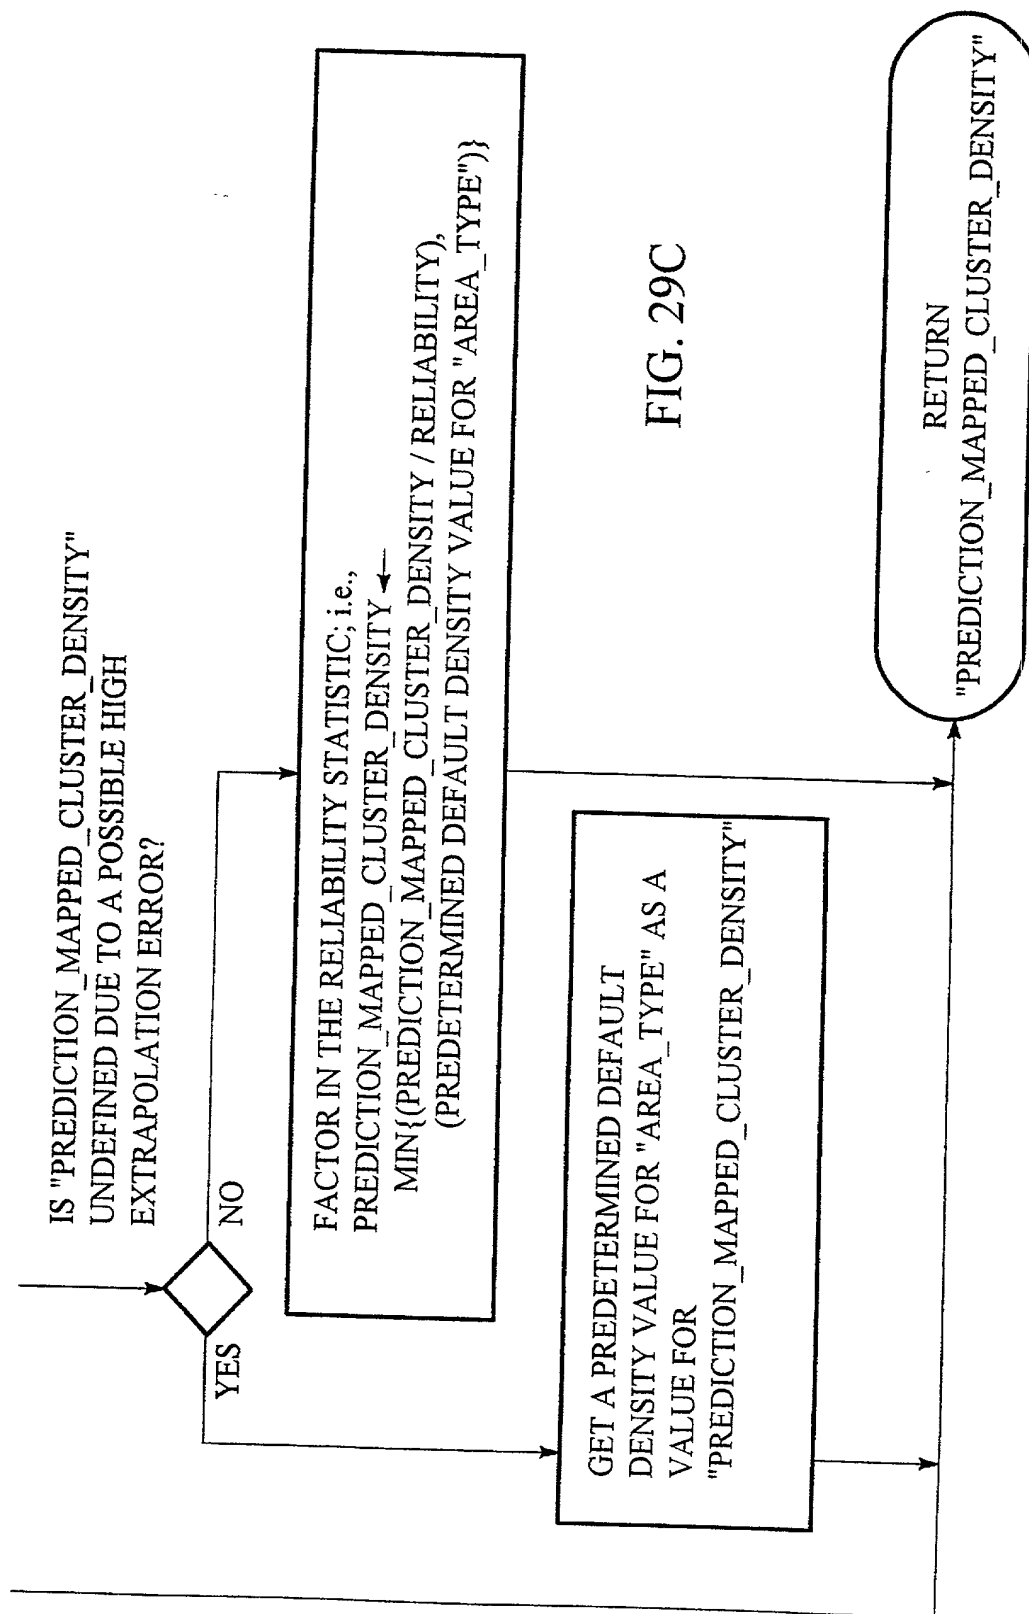 IS "PREDICTION_MAPPED_CLUSTER_DENSITY"
UNDEFINED DUE TO A POSSIBLE HIGH
EXTRAPOLATION ERROR?
YES
NO
FACTOR IN THE RELIABILITY STATISTIC; i.e.,
PREDICTION_MAPPED_CLUSTER_DENSITY ←
MIN{(PREDICTION_MAPPED_CLUSTER_DENSITY / RELIABILITY),
(PREDETERMINED DEFAULT DENSITY VALUE FOR "AREA_TYPE")}
GET A PREDETERMINED DEFAULT
DENSITY VALUE FOR "AREA_TYPE" AS A
VALUE FOR
"PREDICTION_MAPPED_CLUSTER_DENSITY"
FIG. 29C
RETURN
"PREDICTION_MAPPED_CLUSTER_DENSITY"